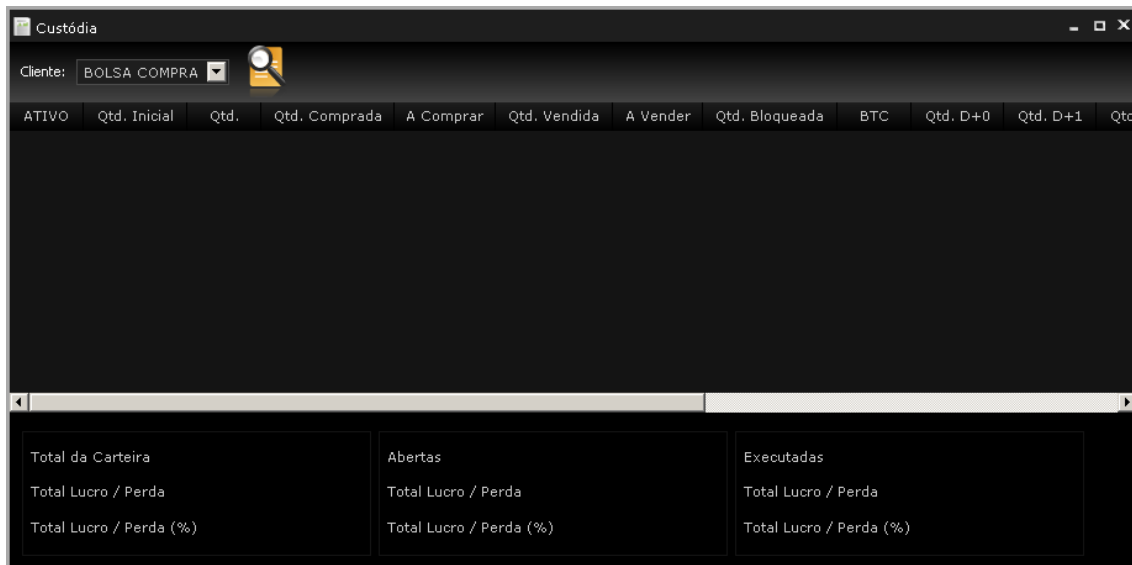 Custódia
Cliente: BOLSA COMPRA
ATIVO Qtd. Inicial Qtd. Qtd. Comprada A Comprar Qtd. Vendida A Vender Qtd. Bloqueada BTC Qtd. D+0 Qtd. D+1
Total da Carteira Abertas Executadas
Total Lucro / Perda Total Lucro / Perda Total Lucro / Perda
Total Lucro / Perda (%) Total Lucro / Perda (%) Total Lucro / Perda (%)